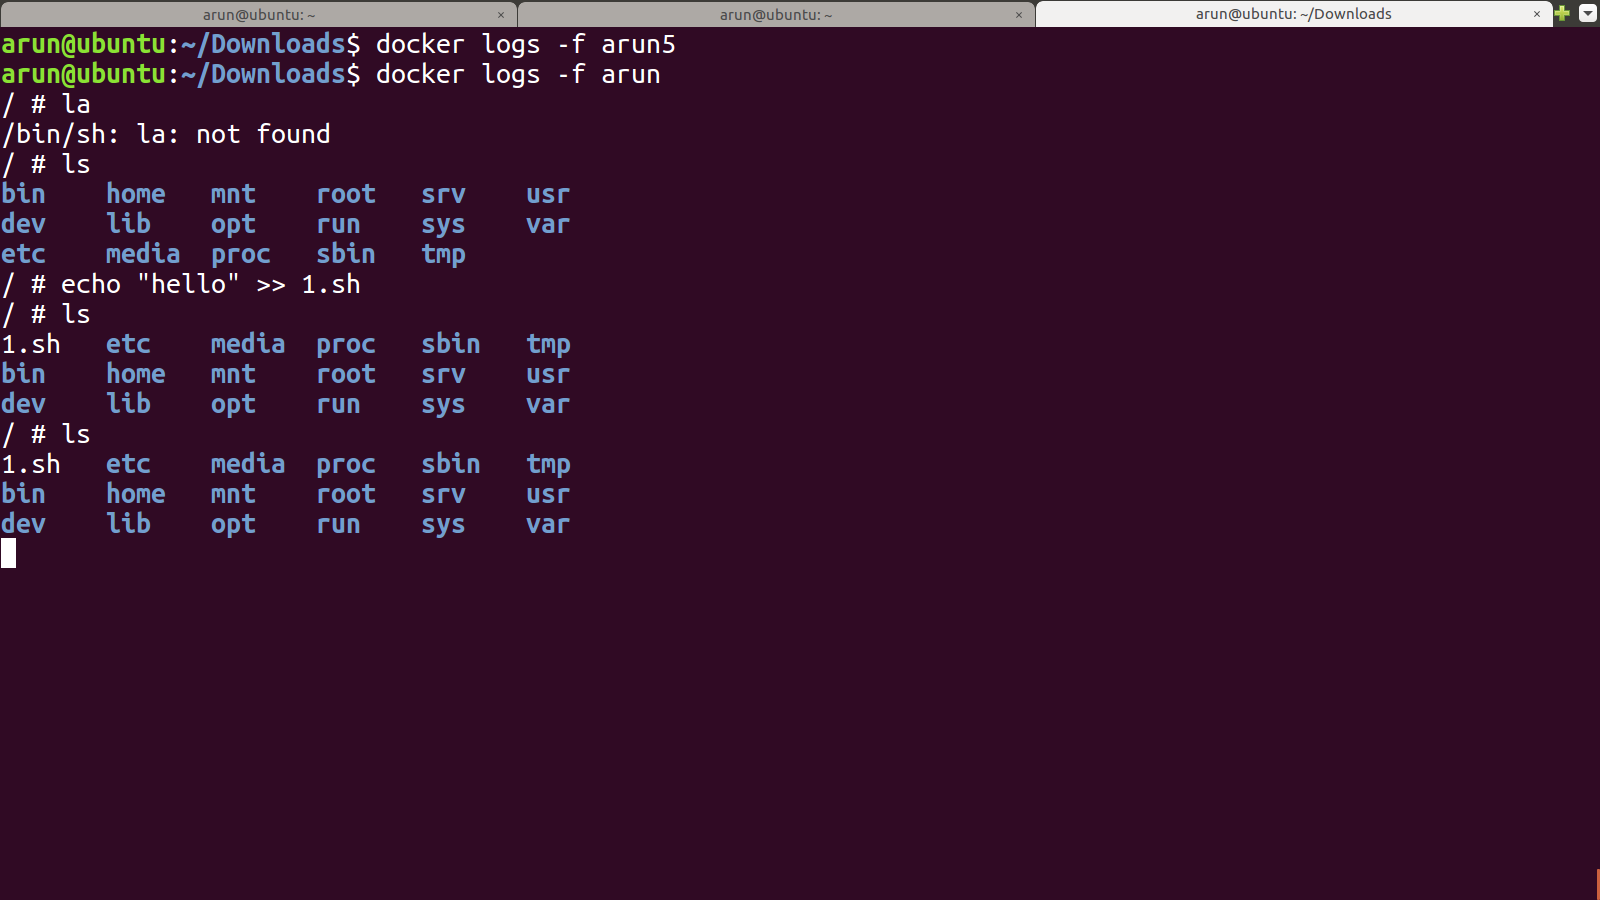 arun@ubuntu: ~ × arun@ubuntu: ~ × arun@ubuntu: ~/Downloads ×
arun@ubuntu:~/Downloads$ docker logs -f arun5
arun@ubuntu:~/Downloads$ docker logs -f arun
/ # la
/bin/sh: la: not found
/ # ls
bin    home   mnt    root   srv    usr
dev    lib    opt    run    sys    var
etc    media  proc   sbin   tmp
/ # echo "hello" >> 1.sh
/ # ls
1.sh   etc    media  proc   sbin   tmp
bin    home   mnt    root   srv    usr
dev    lib    opt    run    sys    var
/ # ls
1.sh   etc    media  proc   sbin   tmp
bin    home   mnt    root   srv    usr
dev    lib    opt    run    sys    var